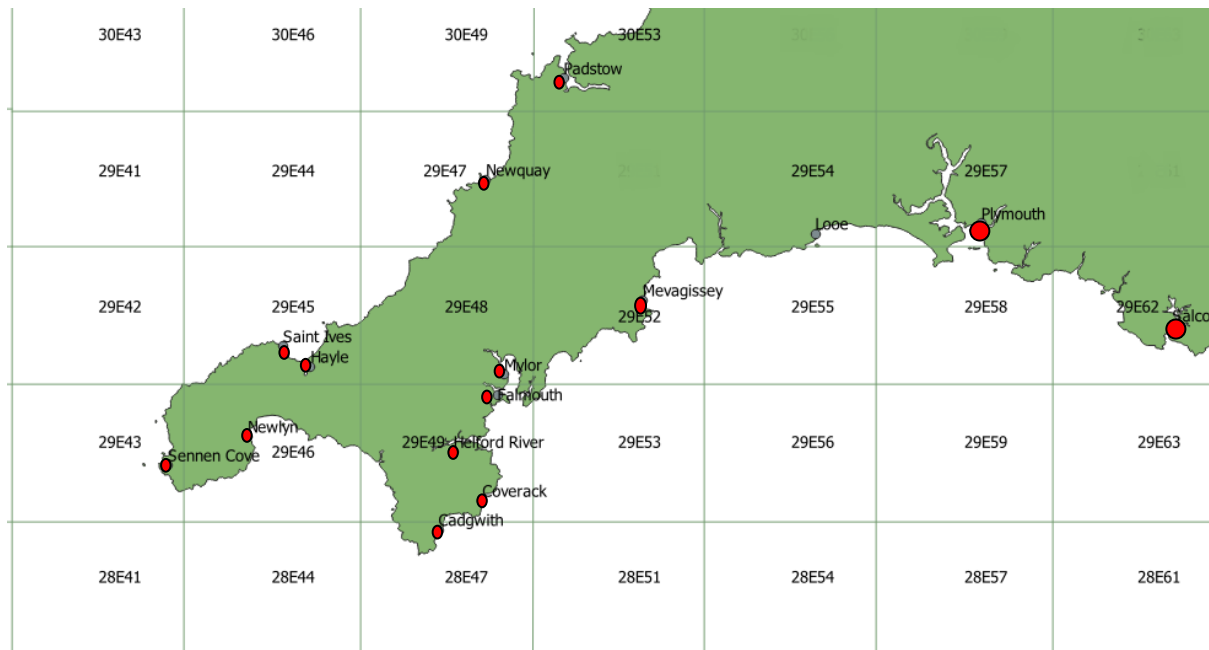 30E43 30E46 30E49 30E53
Padstow
29E41 29E44 29E47 Newquay 29E54 29E57
Plymouth
Looe
Mevagissey
29E42 29E45 29E48 29E52 29E55 29E58 29E62
Salco
Saint Ives
Hayle
Mylor
Falmouth
Newlyn
29E43 29E46 29E49 Helford River 29E53 29E56 29E59 29E63
Sennen Cove
Coverack
Cadgwith
28E41 28E44 28E47 28E51 28E54 28E57 28E61